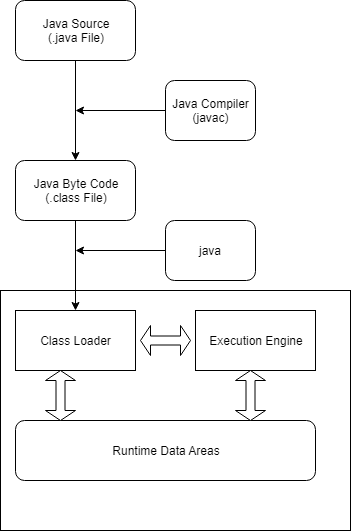 Java Source
(.java File)
Java Compiler
(javac)
Java Byte Code
(.class File)
java
Class Loader
Execution Engine
Runtime Data Areas